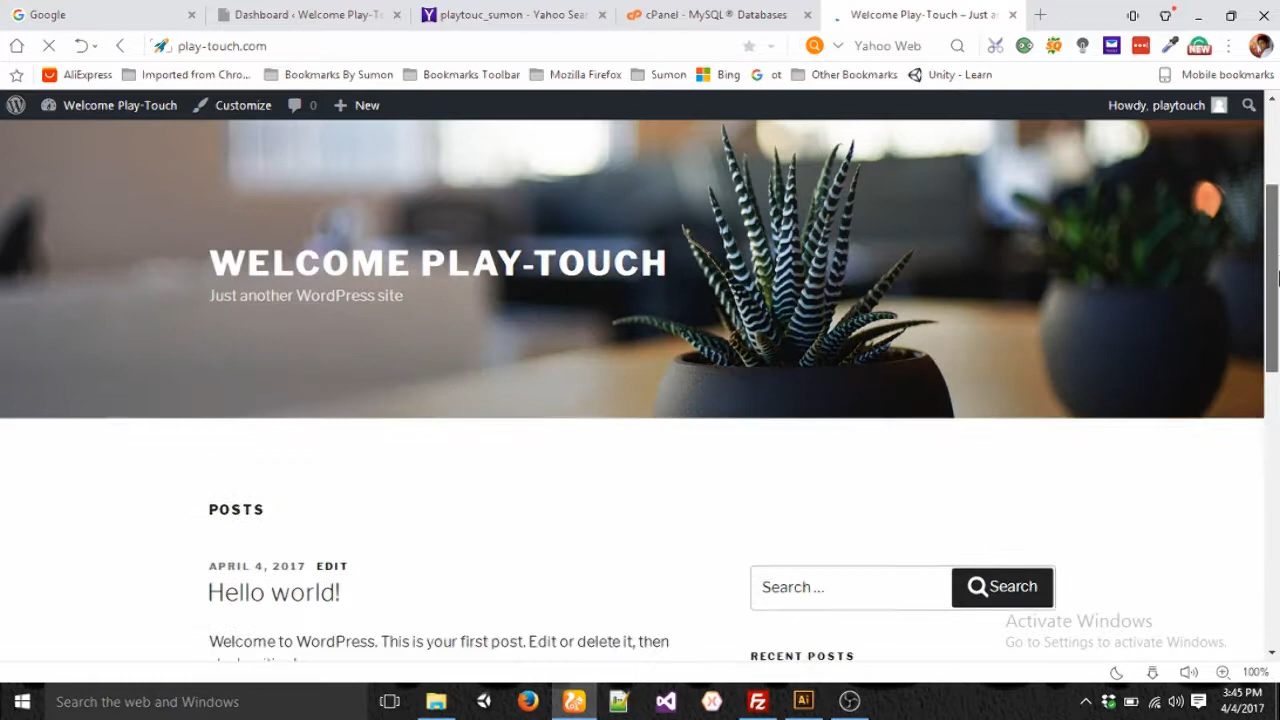 Google
Dashboard ‹ Welcome Play-T
playtouc_sumon - Yahoo Sea
cPanel - MySQL® Databases
Welcome Play-Touch – Just a
play-touch.com
Yahoo Web
AliExpress
Imported from Chro...
Bookmarks By Sumon
Bookmarks Toolbar
Mozilla Firefox
Sumon
Bing
ot
Other Bookmarks
Unity - Learn
Mobile bookmarks
Welcome Play-Touch
Customize
0
New
Howdy, playtouch
WELCOME PLAY-TOUCH
Just another WordPress site
POSTS
APRIL 4, 2017 EDIT
Hello world!
Search ...
Search
Welcome to WordPress. This is your first post. Edit or delete it, then
RECENT POSTS
Activate Windows
Go to Settings to activate Windows.
100%
Search the web and Windows
3:45 PM
4/4/2017